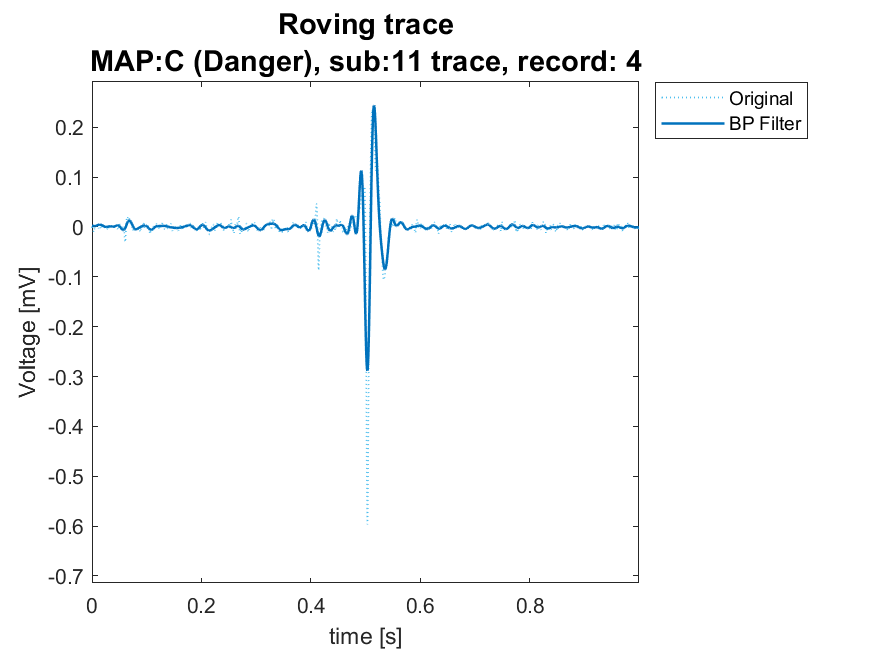 Roving trace
MAP:C (Danger), sub:11 trace, record: 4
Original
BP Filter
0.2
0.1
0
-0.1
-0.2
-0.3
-0.4
-0.5
-0.6
-0.7
Voltage [mV]
0
0.2
0.4
0.6
0.8
time [s]